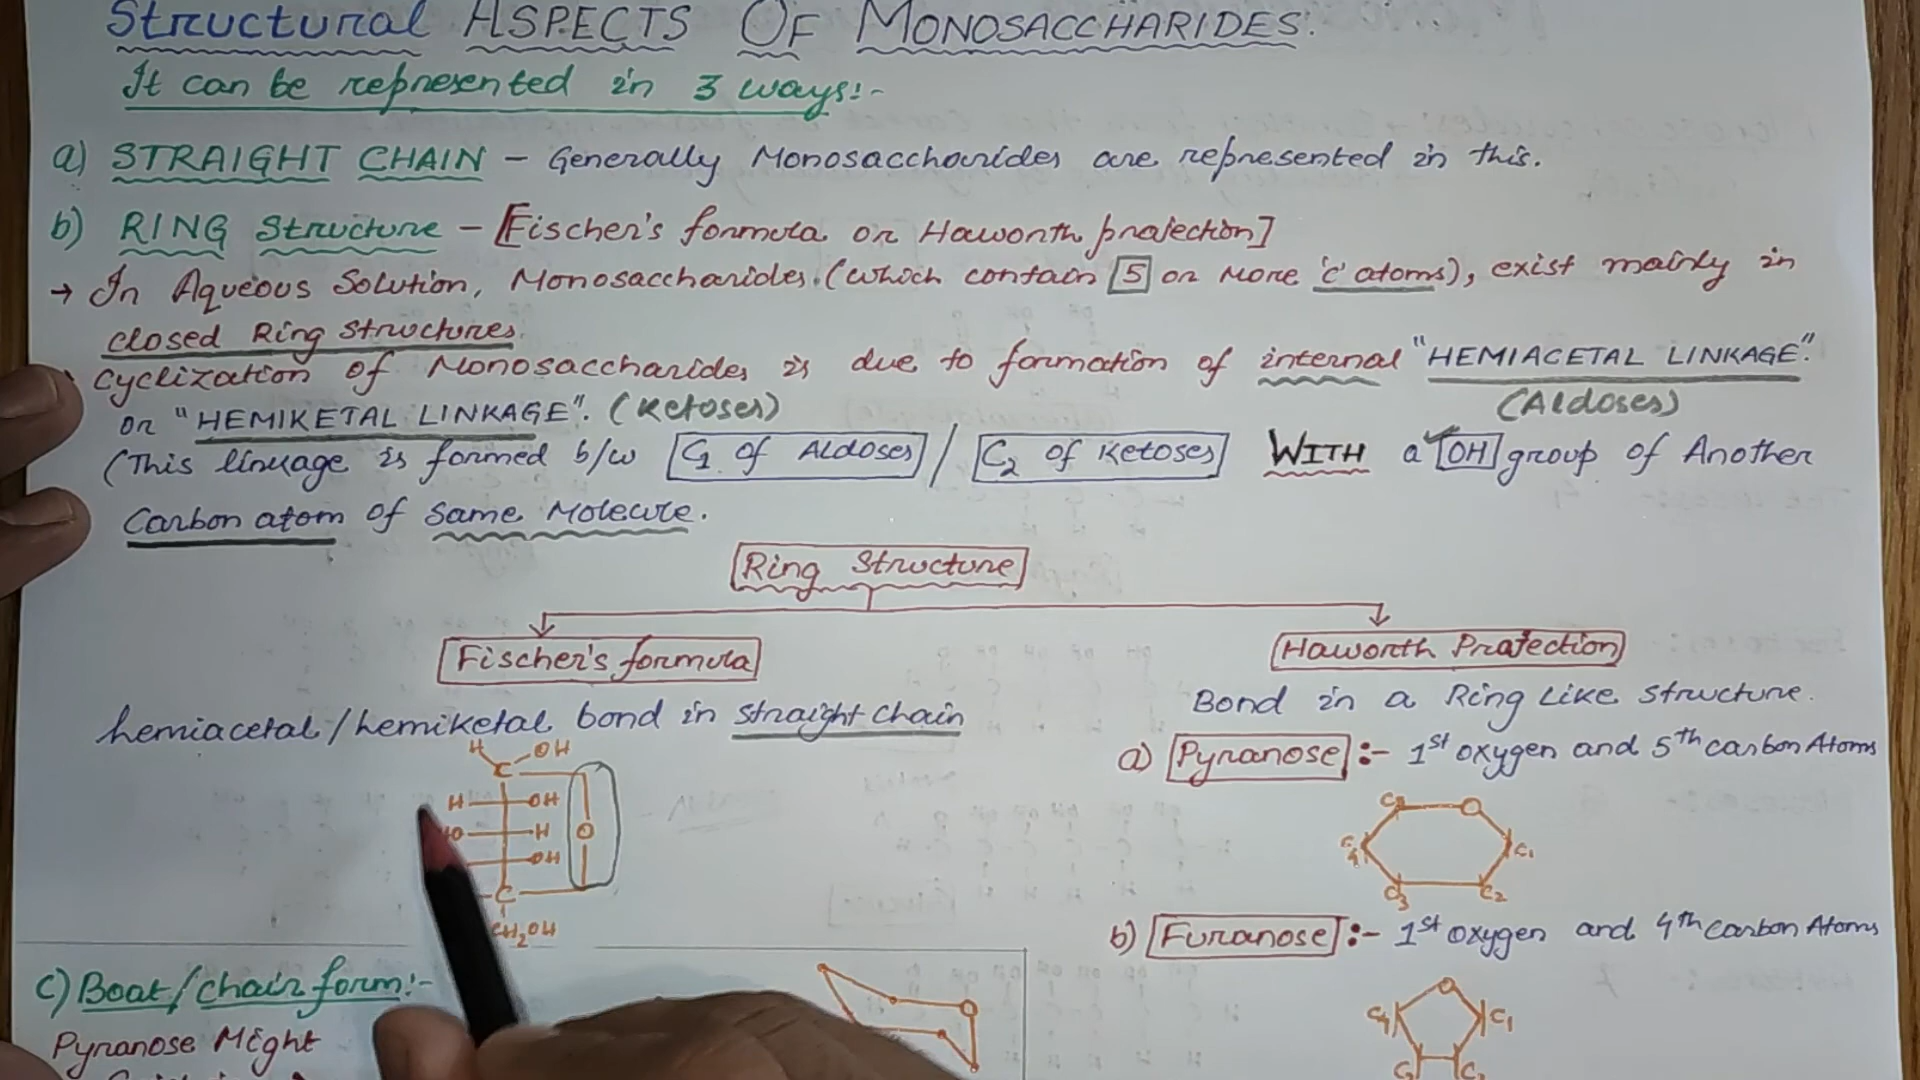 Structural ASPECTS OF MONOSACCHARIDES:
It can be represented in 3 ways:-
a) STRAIGHT CHAIN - Generally Monosaccharides are represented in this.
b) RING Structure - [Fischer's formula or Haworth projection]
→ In Aqueous Solution, Monosaccharides (which contain 5 or More 'C' atoms), exist mainly in
closed Ring Structures.
Cyclization of Monosaccharides is due to formation of internal "HEMIACETAL LINKAGE".
(Aldoses)
or "HEMIKETAL LINKAGE". (Ketoses)
(This linkage is formed b/w C1 of Aldoses / C2 of Ketoses WITH a OH group of Another
Carbon atom of same Molecule.
Ring Structure
Fischer's formula
Haworth Projection
hemiacetal/hemiketal bond in straight chain
H OH
C
H OH
HO H
O
OH
C
CH2OH
Bond in a Ring Like Structure.
a) Pyranose :- 1st oxygen and 5th carbon Atoms
O
C4 C1
C3 C2
b) Furanose :- 1st oxygen and 4th carbon Atoms
O
C4 C1
C3 C2
c) Boat/chair form:-
Pyranose Might